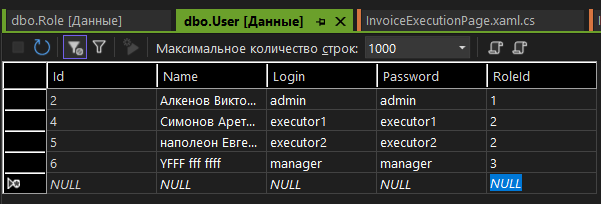 dbo.Role [Данные] dbo.User [Данные] InvoiceExecutionPage.xaml.cs
Максимальное количество строк: 1000
Id Name Login Password RoleId
2 Алкенов Викто... admin admin 1
4 Симонов Арет... executor1 executor1 2
5 наполеон Евге... executor2 executor2 2
6 YFFF fff ffff manager manager 3
NULL NULL NULL NULL NULL